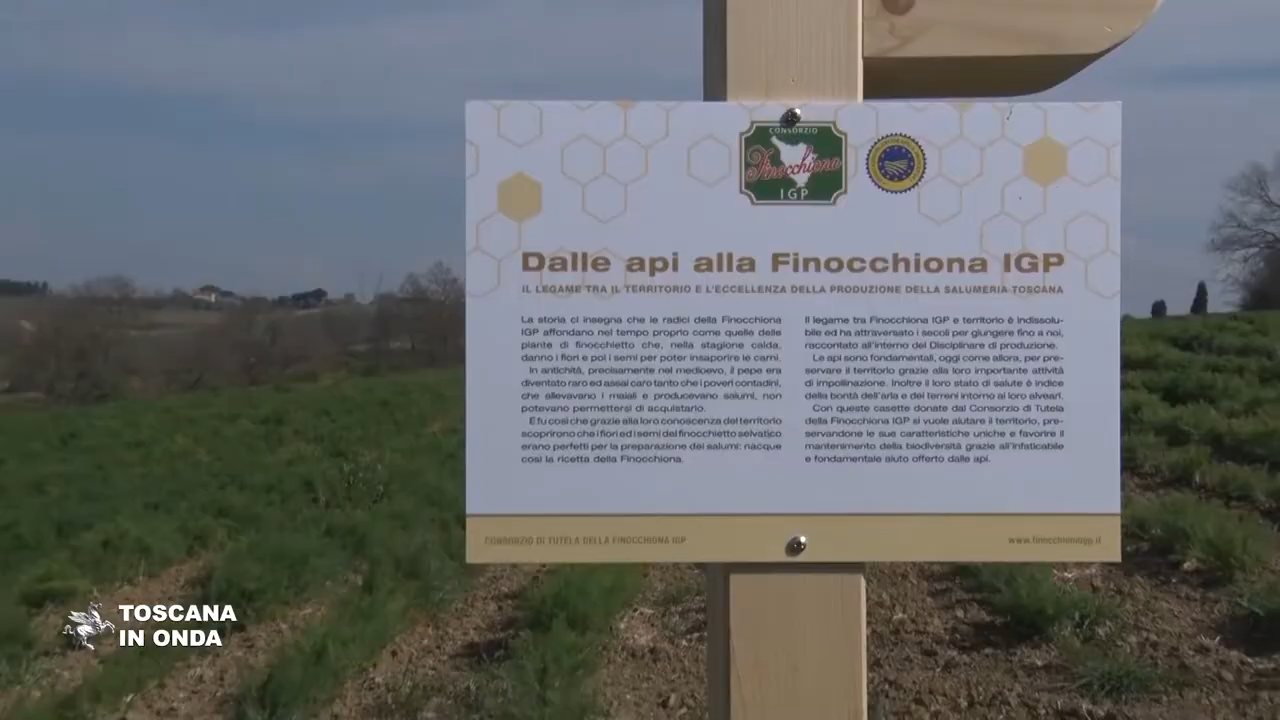 CONSORZIO
Finocchiona
IGP
Dalle api alla Finocchiona IGP
IL LEGAME TRA IL TERRITORIO E L'ECCELLENZA DELLA PRODUZIONE DELLA SALUMERIA TOSCANA
La storia ci insegna che le radici della Finocchiona
IGP affondano nel tempo proprio come quelle delle
piante di finocchietto che, nella stagione calda,
danno i fiori e poi i semi per poter insaporire le carni.
In antichità, precisamente nel medioevo, il pepe era
diventato raro ed assai caro tanto che i poveri contadini,
che allevavano i maiali e producevano salumi, non
potevano permettersi di acquistarlo.
E fu così che grazie alla loro conoscenza del territorio
scoprirono che i fiori ed i semi del finocchietto selvatico
erano perfetti per la preparazione dei salumi: nacque
così la ricetta della Finocchiona.
Il legame tra Finocchiona IGP e territorio è indissolu-
bile ed ha attraversato i secoli per giungere fino a noi,
raccontato all'interno del Disciplinare di produzione.
Le api sono fondamentali, oggi come allora, per pre-
servare il territorio grazie alla loro importante attività
di impollinazione. Inoltre il loro stato di salute è indice
della bontà dell'aria e dei terreni intorno ai loro alveari.
Con queste casette donate dal Consorzio di Tutela
della Finocchiona IGP si vuole aiutare il territorio, pre-
servandone le sue caratteristiche uniche e favorire il
mantenimento della biodiversità grazie all'infaticabile
e fondamentale aiuto offerto dalle api.
CONSORZIO DI TUTELA DELLA FINOCCHIONA IGP
www.finocchionaigp.it
TOSCANA
IN ONDA